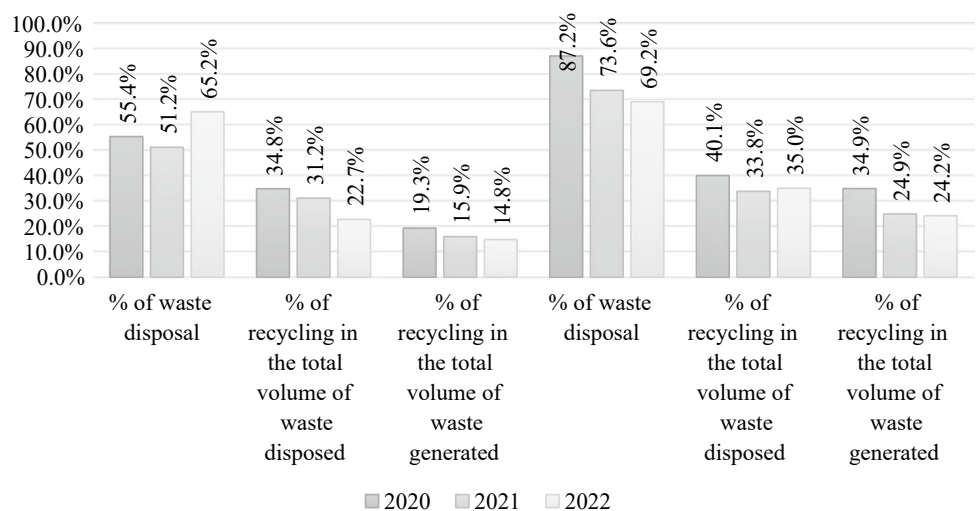 100.0%
90.0%
80.0%
70.0%
60.0%
50.0%
40.0%
30.0%
20.0%
10.0%
0.0%
55.4%
51.2%
65.2%
34.8%
31.2%
22.7%
19.3%
15.9%
14.8%
87.2%
73.6%
69.2%
40.1%
33.8%
35.0%
34.9%
24.9%
24.2%
% of waste
disposal
% of
recycling in
the total
volume of
waste
disposed
% of
recycling in
the total
volume of
waste
generated
% of waste
disposal
% of
recycling in
the total
volume of
waste
disposed
% of
recycling in
the total
volume of
waste
generated
2020 2021 2022